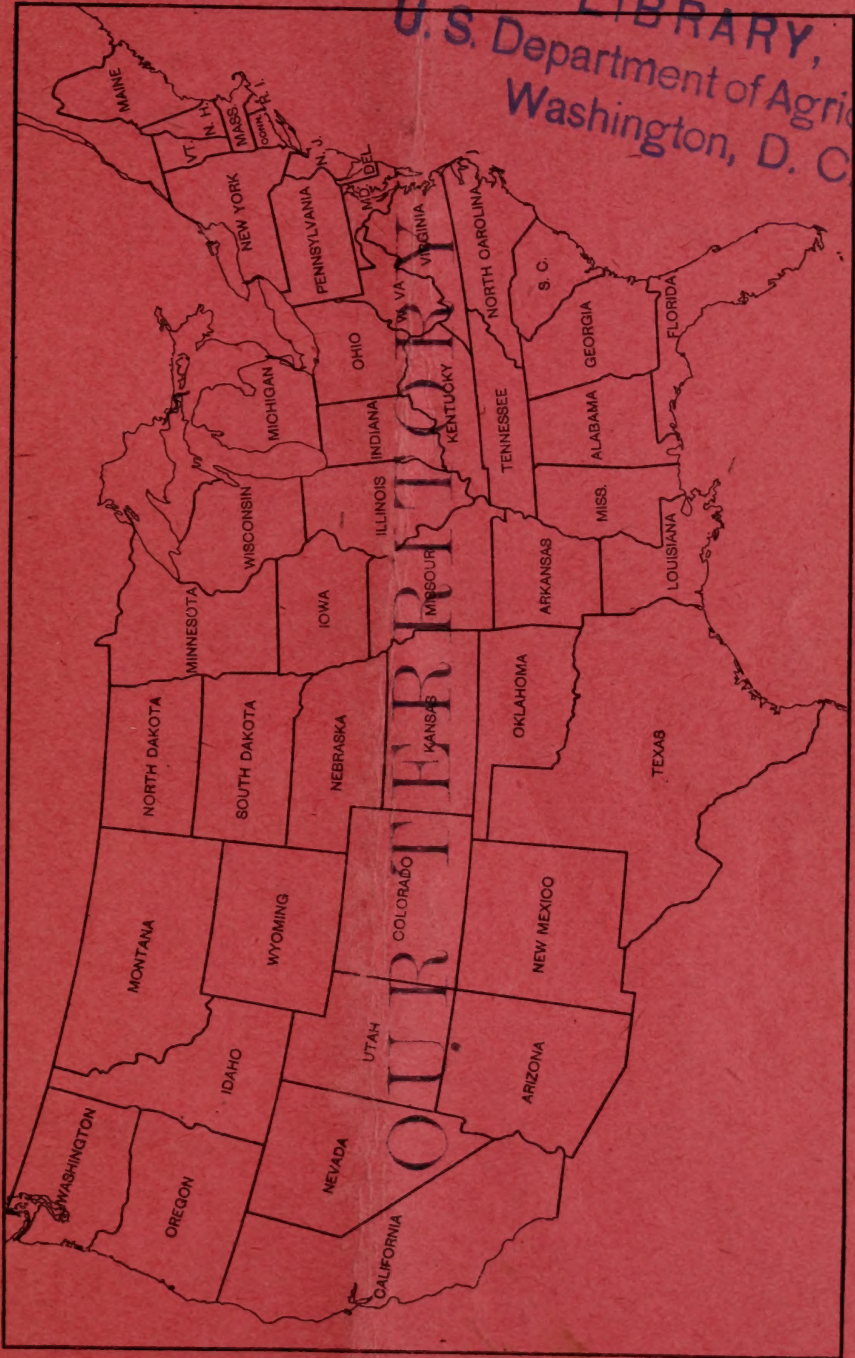 LIBRARY,
U.S. Department of Agric
Washington, D. C.
OUR TERRITORY
WASHINGTON
OREGON
CALIFORNIA
NEVADA
IDAHO
MONTANA
WYOMING
UTAH
COLORADO
ARIZONA
NEW MEXICO
NORTH DAKOTA
SOUTH DAKOTA
NEBRASKA
KANSAS
OKLAHOMA
TEXAS
MINNESOTA
IOWA
MISSOURI
ARKANSAS
LOUISIANA
WISCONSIN
ILLINOIS
MICHIGAN
INDIANA
OHIO
KENTUCKY
TENNESSEE
MISS.
ALABAMA
GEORGIA
FLORIDA
S. C.
NORTH CAROLINA
VIRGINIA
W. VA
MD.
DEL
PENNSYLVANIA
N. J.
NEW YORK
CONN.
R. I.
MASS.
VT.
N. H.
MAINE